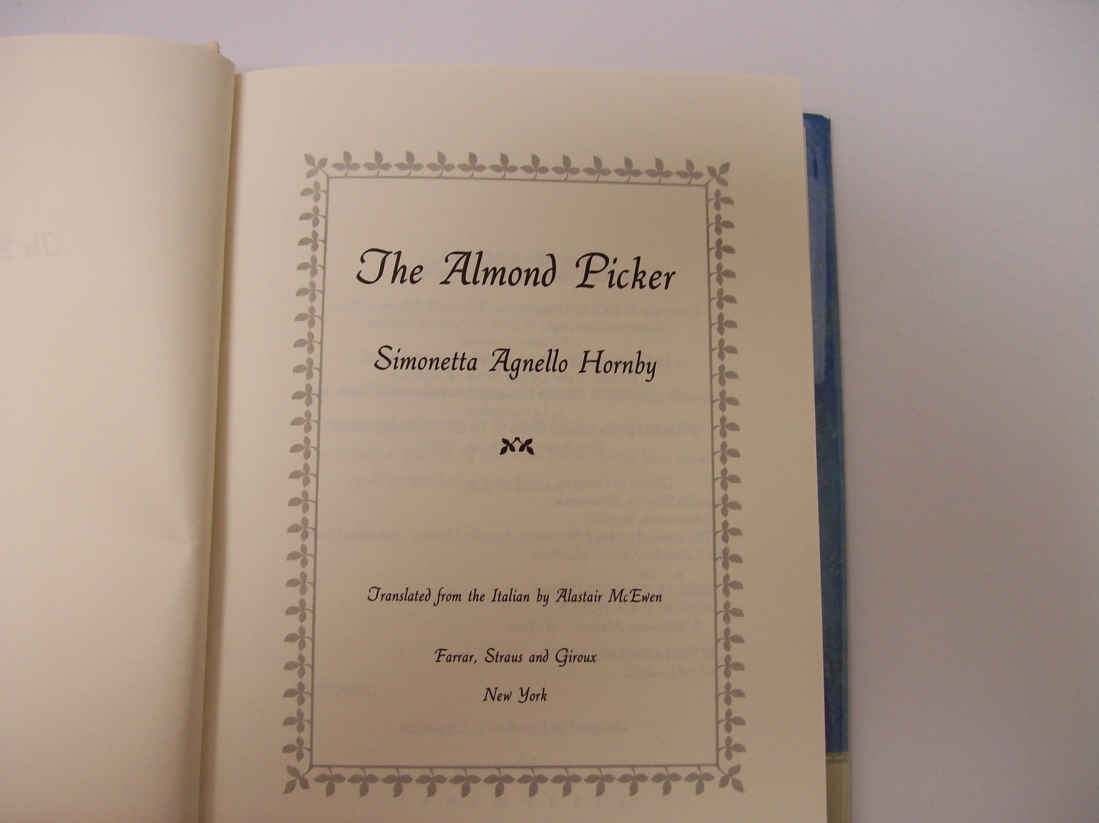 The Almond Picker
Simonetta Agnello Hornby
Translated from the Italian by Alastair McEwen
Farrar, Straus and Giroux
New York